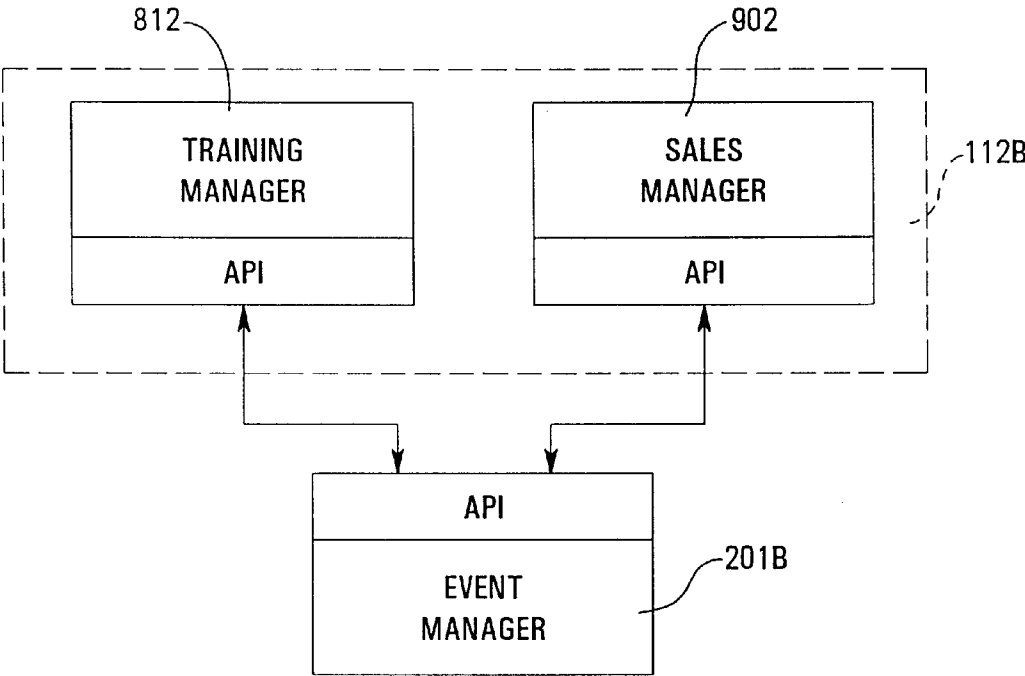 812
902
TRAINING
MANAGER
SALES
MANAGER
112B
API
API
API
201B
EVENT
MANAGER